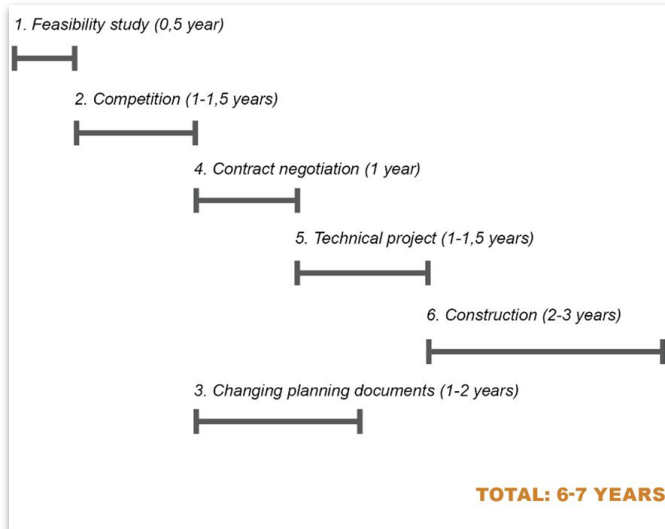 1. Feasibility study (0,5 year)
2. Competition (1-1,5 years)
4. Contract negotiation (1 year)
5. Technical project (1-1,5 years)
6. Construction (2-3 years)
3. Changing planning documents (1-2 years)
TOTAL: 6-7 YEARS